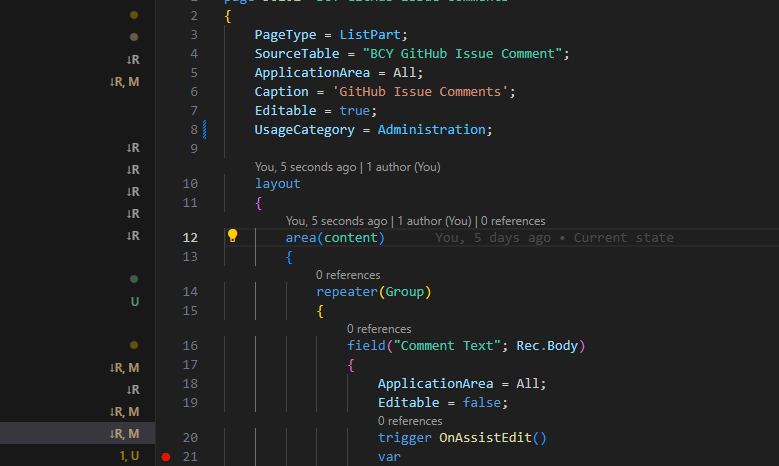 ↓R
↓R, M
↓R
↓R
↓R
↓R
↓R
U
↓R, M
↓R
↓R, M
↓R, M
1, U
2 {
3 PageType = ListPart;
4 SourceTable = "BCY GitHub Issue Comment";
5 ApplicationArea = All;
6 Caption = 'GitHub Issue Comments';
7 Editable = true;
8 UsageCategory = Administration;
9
You, 5 seconds ago | 1 author (You)
10 layout
11 {
You, 5 seconds ago | 1 author (You) | 0 references
12 area(content) You, 5 days ago • Current state
13 {
0 references
14 repeater(Group)
15 {
0 references
16 field("Comment Text"; Rec.Body)
17 {
18 ApplicationArea = All;
19 Editable = false;
0 references
20 trigger OnAssistEdit()
21 var